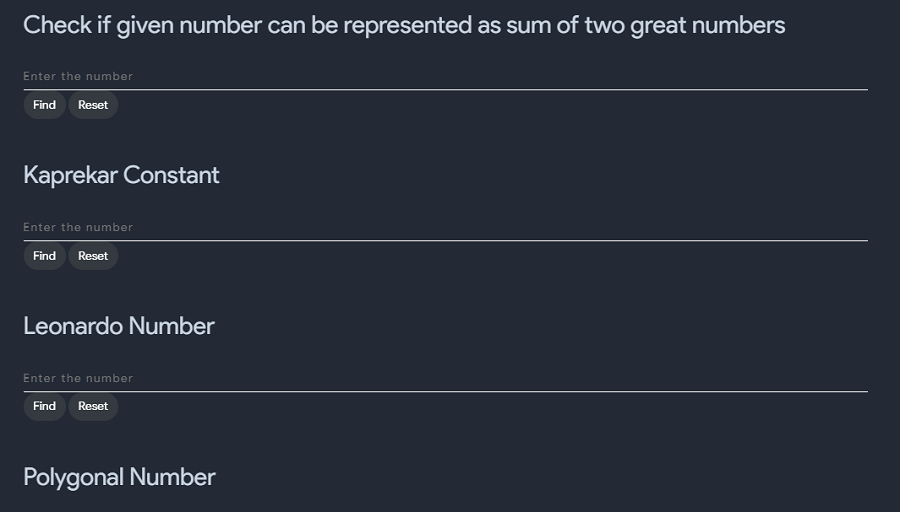 Check if given number can be represented as sum of two great numbers
Enter the number
Find Reset
Kaprekar Constant
Enter the number
Find Reset
Leonardo Number
Enter the number
Find Reset
Polygonal Number